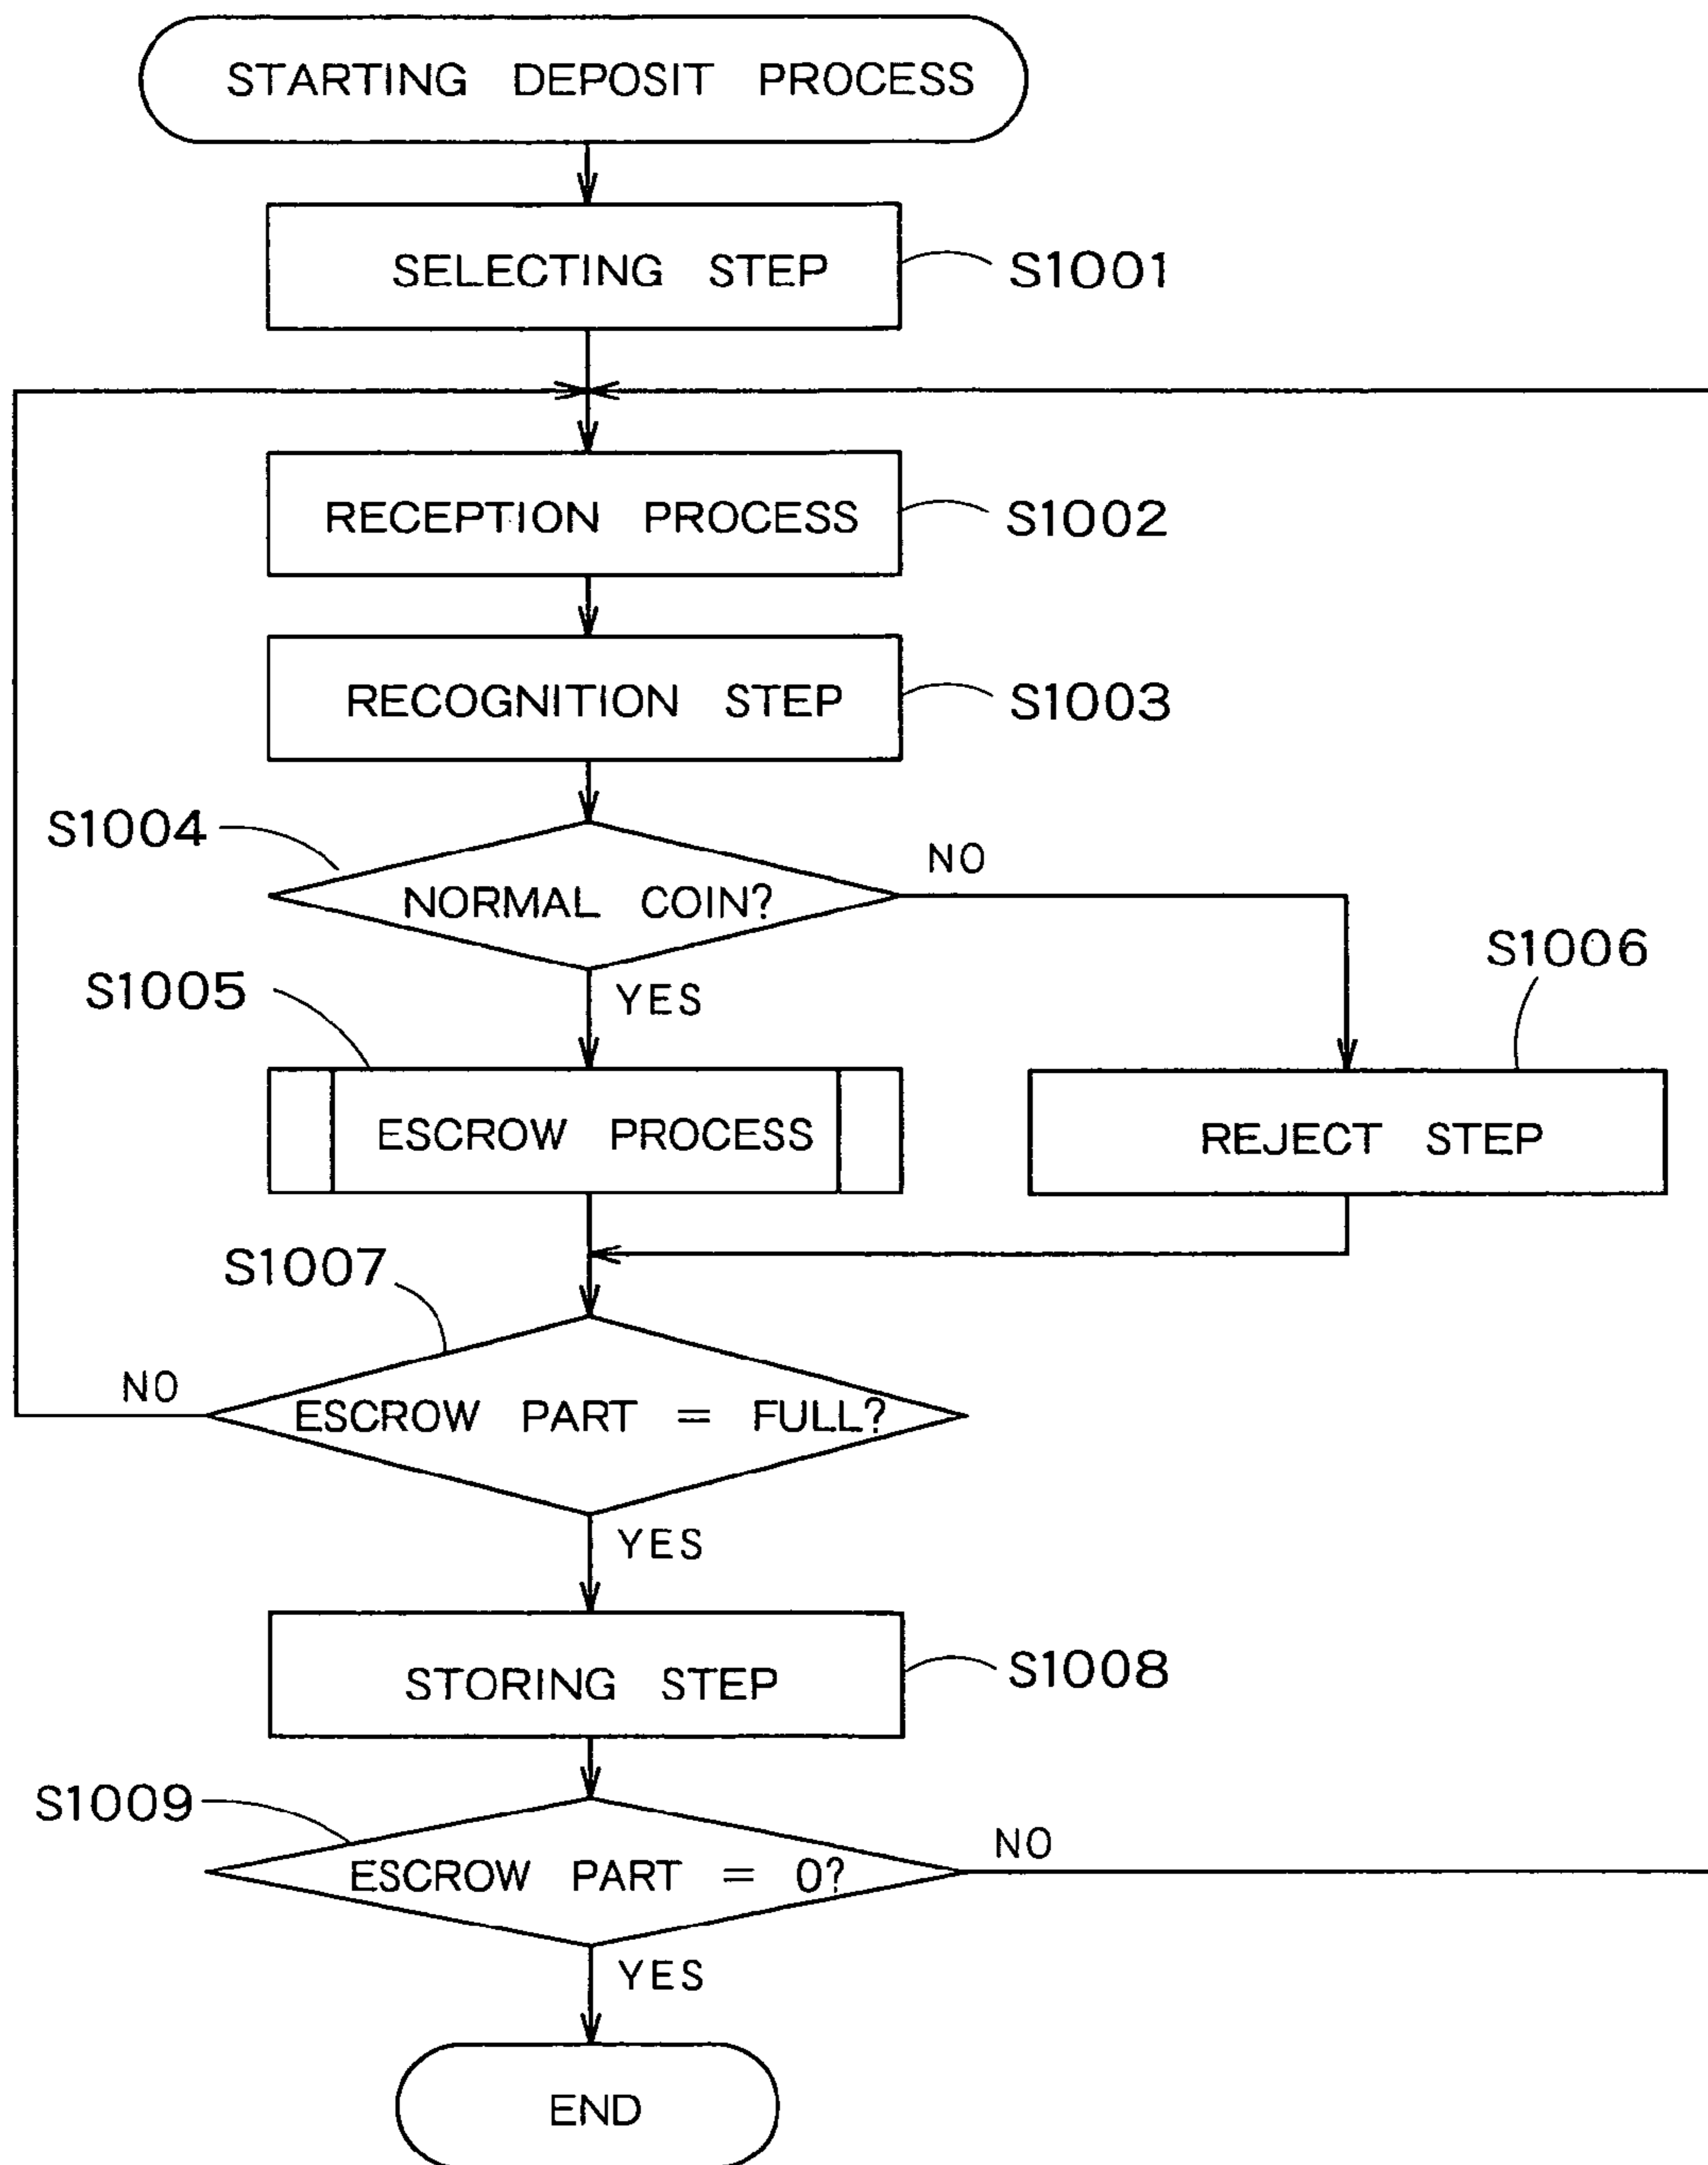 STARTING DEPOSIT PROCESS
SELECTING STEP
S1001
RECEPTION PROCESS
S1002
RECOGNITION STEP
S1003
S1004
NORMAL COIN?
NO
YES
S1005
ESCROW PROCESS
S1006
REJECT STEP
S1007
ESCROW PART = FULL?
NO
YES
STORING STEP
S1008
S1009
ESCROW PART = 0?
NO
YES
END